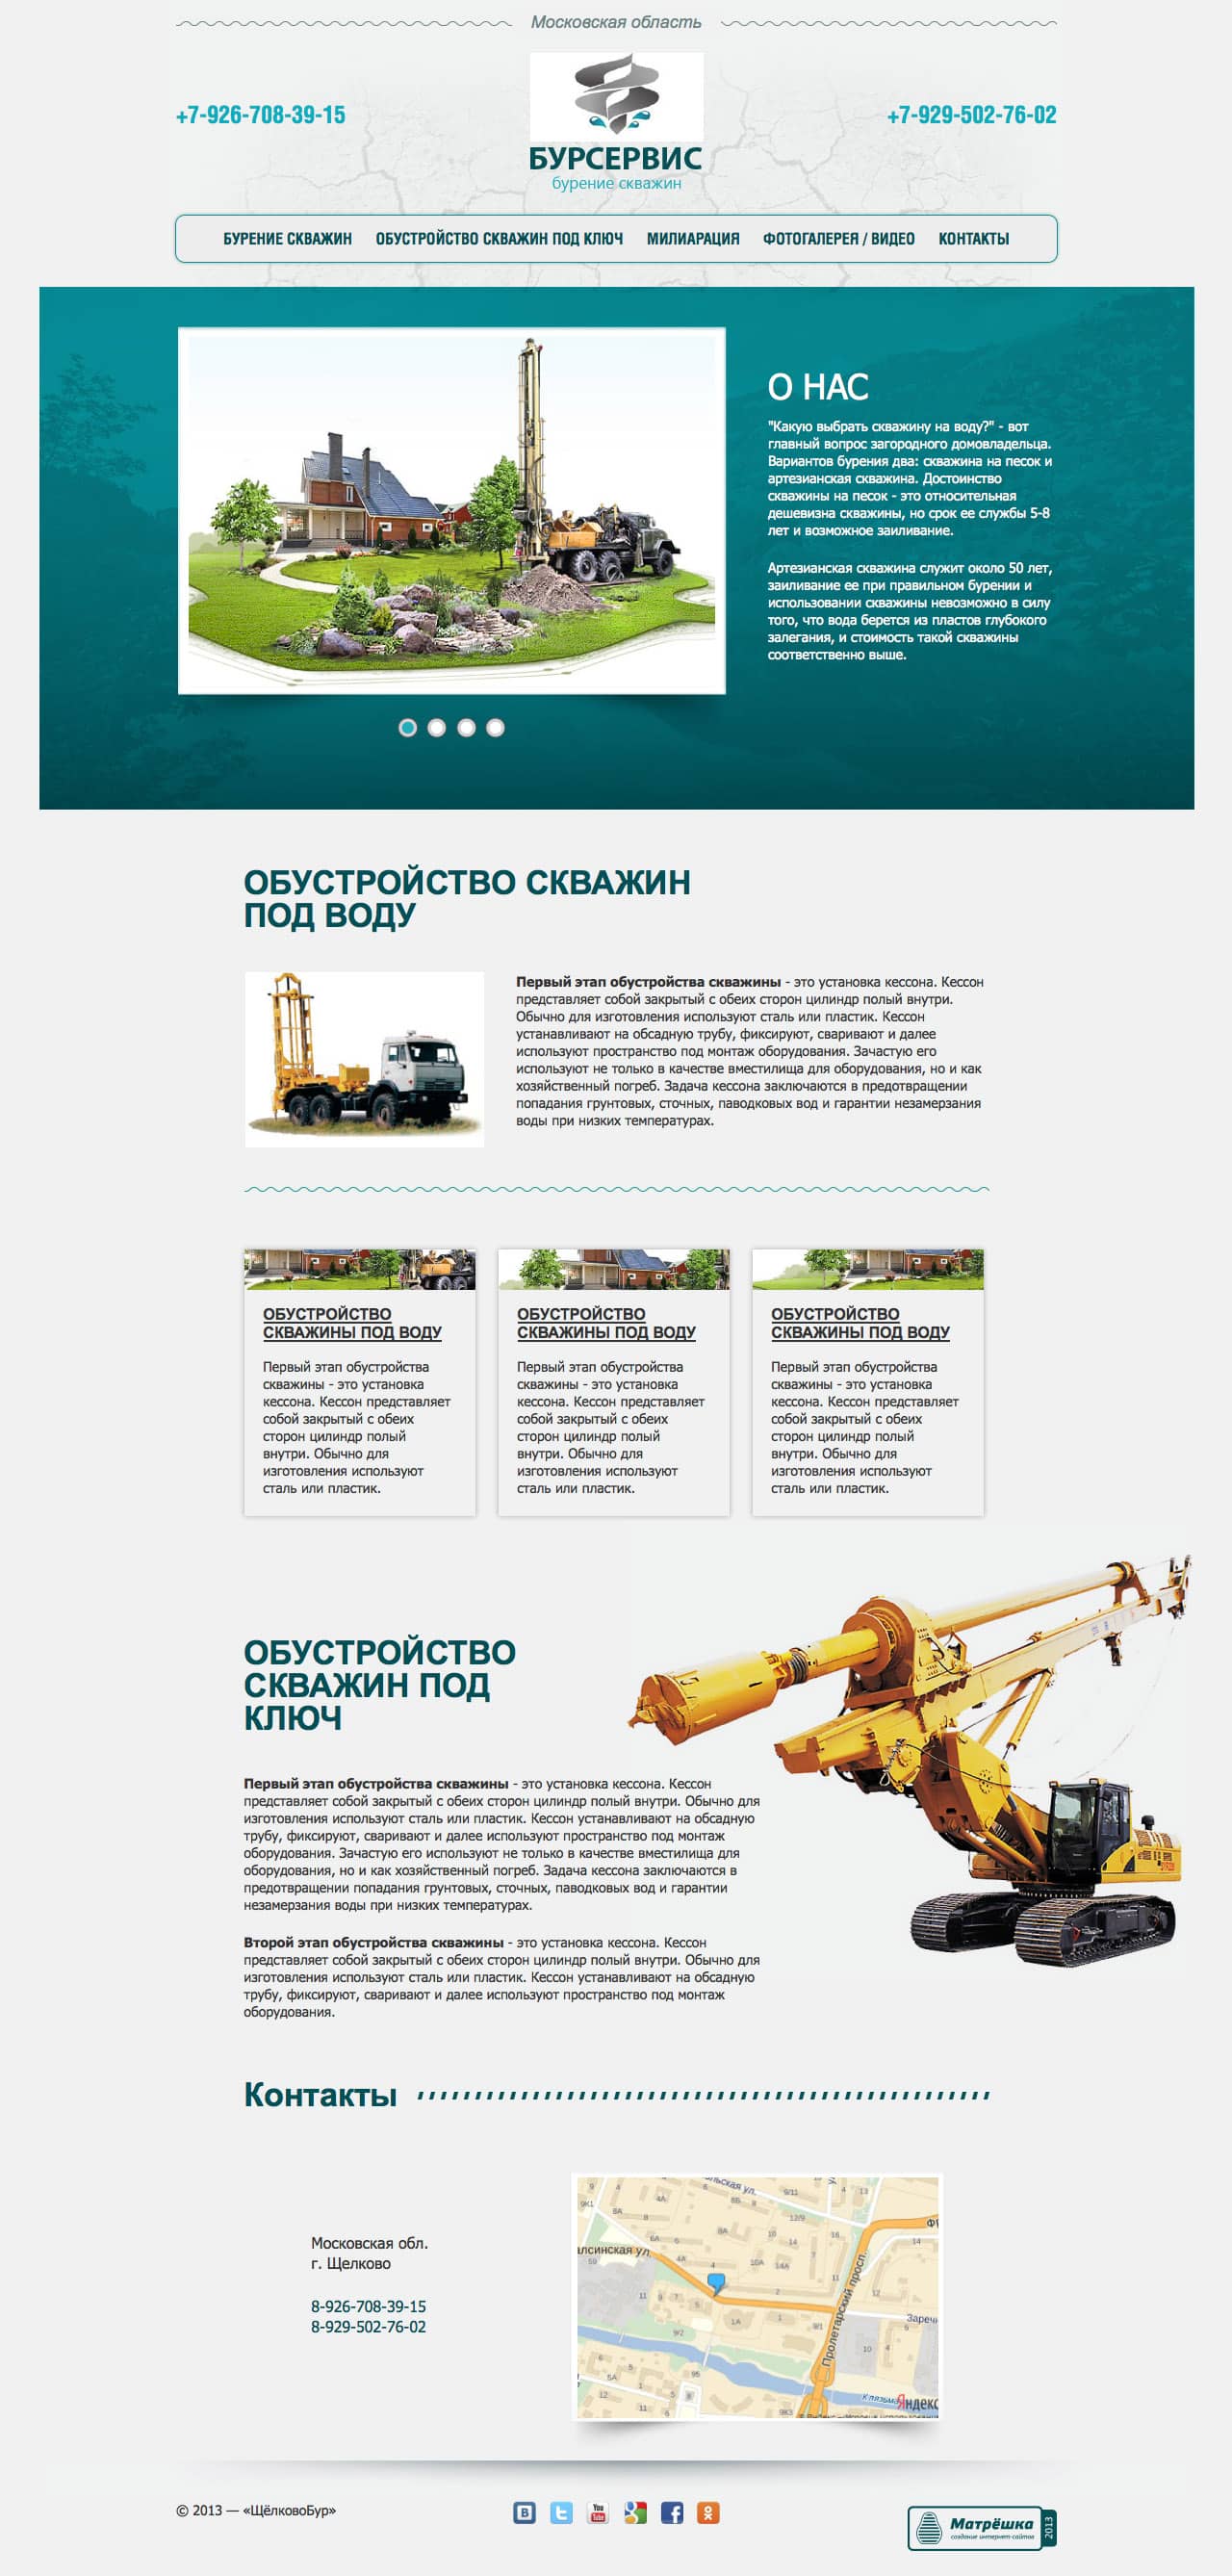 Московская область
+7-926-708-39-15
БУРСЕРВИС
бурение скважин
+7-929-502-76-02
БУРЕНИЕ СКВАЖИН ОБУСТРОЙСТВО СКВАЖИН ПОД КЛЮЧ МИЛИАРАЦИЯ ФОТОГАЛЕРЕЯ / ВИДЕО КОНТАКТЫ
О НАС
"Какую выбрать скважину на воду?" - вот
главный вопрос загородного домовладельца.
Вариантов бурения два: скважина на песок и
артезианская скважина. Достоинство
скважины на песок - это относительная
дешевизна скважины, но срок ее службы 5-8
лет и возможное заиливание.
Артезианская скважина служит около 50 лет,
заиливание ее при правильном бурении и
использовании скважины невозможно в силу
того, что вода берется из пластов глубокого
залегания, и стоимость такой скважины
соответственно выше.
ОБУСТРОЙСТВО СКВАЖИН
ПОД ВОДУ
Первый этап обустройства скважины - это установка кессона. Кессон
представляет собой закрытый с обеих сторон цилиндр полый внутри.
Обычно для изготовления используют сталь или пластик. Кессон
устанавливают на обсадную трубу, фиксируют, сваривают и далее
используют пространство под монтаж оборудования. Зачастую его
используют не только в качестве вместилища для оборудования, но и как
хозяйственный погреб. Задача кессона заключаются в предотвращении
попадания грунтовых, сточных, паводковых вод и гарантии незамерзания
воды при низких температурах.
ОБУСТРОЙСТВО
СКВАЖИНЫ ПОД ВОДУ
Первый этап обустройства
скважины - это установка
кессона. Кессон представляет
собой закрытый с обеих
сторон цилиндр полый
внутри. Обычно для
изготовления используют
сталь или пластик.
ОБУСТРОЙСТВО
СКВАЖИНЫ ПОД ВОДУ
Первый этап обустройства
скважины - это установка
кессона. Кессон представляет
собой закрытый с обеих
сторон цилиндр полый
внутри. Обычно для
изготовления используют
сталь или пластик.
ОБУСТРОЙСТВО
СКВАЖИНЫ ПОД ВОДУ
Первый этап обустройства
скважины - это установка
кессона. Кессон представляет
собой закрытый с обеих
сторон цилиндр полый
внутри. Обычно для
изготовления используют
сталь или пластик.
ОБУСТРОЙСТВО
СКВАЖИН ПОД
КЛЮЧ
Первый этап обустройства скважины - это установка кессона. Кессон
представляет собой закрытый с обеих сторон цилиндр полый внутри. Обычно для
изготовления используют сталь или пластик. Кессон устанавливают на обсадную
трубу, фиксируют, сваривают и далее используют пространство под монтаж
оборудования. Зачастую его используют не только в качестве вместилища для
оборудования, но и как хозяйственный погреб. Задача кессона заключаются в
предотвращении попадания грунтовых, сточных, паводковых вод и гарантии
незамерзания воды при низких температурах.
Второй этап обустройства скважины - это установка кессона. Кессон
представляет собой закрытый с обеих сторон цилиндр полый внутри. Обычно для
изготовления используют сталь или пластик. Кессон устанавливают на обсадную
трубу, фиксируют, сваривают и далее используют пространство под монтаж
оборудования.
Контакты
Московская обл.
г. Щелково
8-926-708-39-15
8-929-502-76-02
Пролетарский просп.
Яндекс
© 2013 — «ЩёлковоБур»
You
Tube
Матрёшка
создание интернет-сайтов
2013